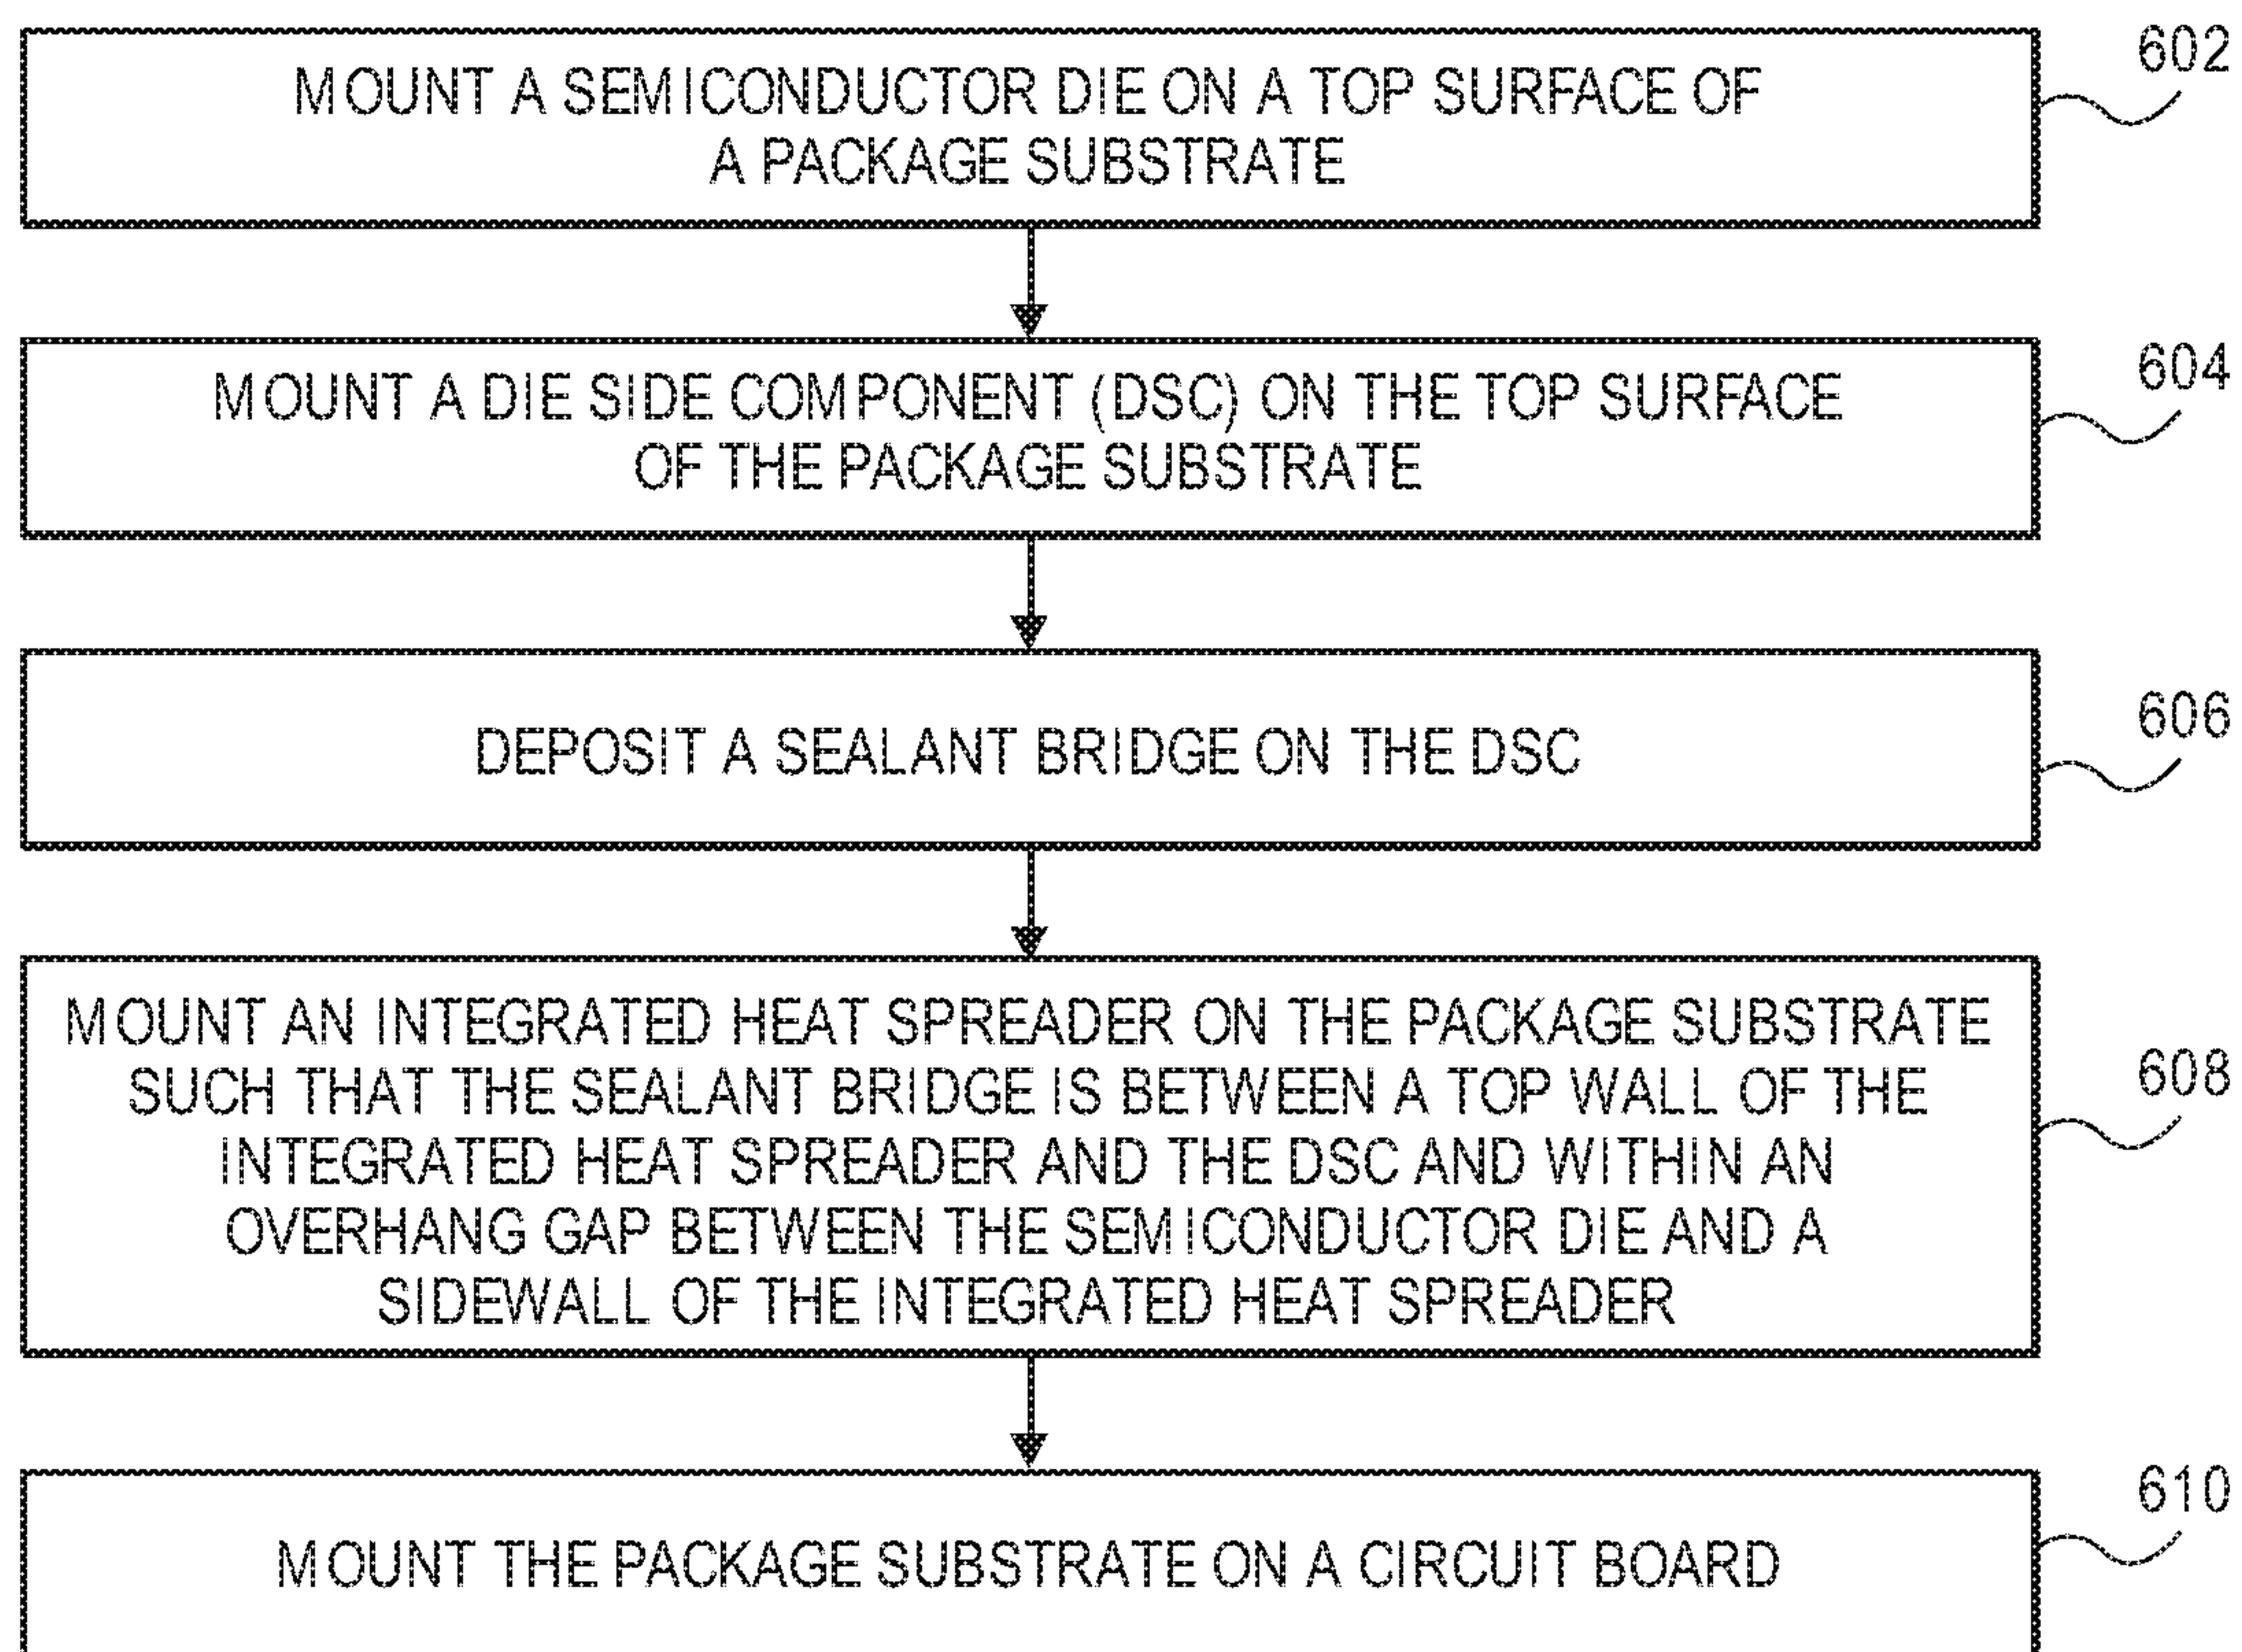 602
MOUNT A SEMICONDUCTOR DIE ON A TOP SURFACE OF
A PACKAGE SUBSTRATE
604
MOUNT A DIE SIDE COMPONENT (DSC) ON THE TOP SURFACE
OF THE PACKAGE SUBSTRATE
606
DEPOSIT A SEALANT BRIDGE ON THE DSC
608
MOUNT AN INTEGRATED HEAT SPREADER ON THE PACKAGE SUBSTRATE
SUCH THAT THE SEALANT BRIDGE IS BETWEEN A TOP WALL OF THE
INTEGRATED HEAT SPREADER AND THE DSC AND WITHIN AN
OVERHANG GAP BETWEEN THE SEMICONDUCTOR DIE AND A
SIDEWALL OF THE INTEGRATED HEAT SPREADER
610
MOUNT THE PACKAGE SUBSTRATE ON A CIRCUIT BOARD